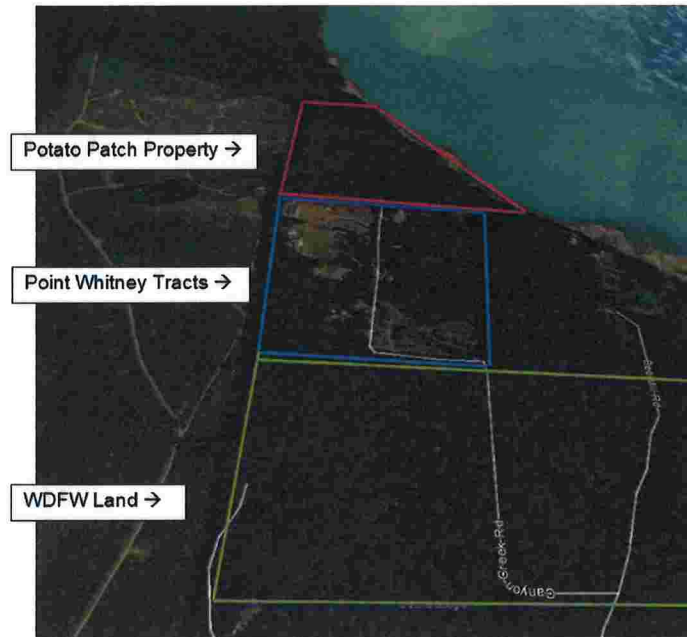 Potato Patch Property →
Point Whitney Tracts →
WDFW Land →
Canyon Creek Rd